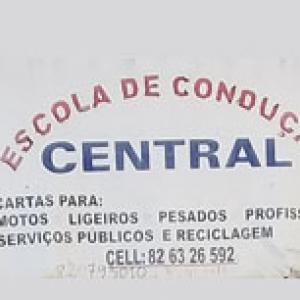 ESCOLA DE CONDUÇ
CENTRAL
CARTAS PARA:
MOTOS LIGEIROS PESADOS PROFIS
SERVIÇOS PÚBLICOS E RECICLAGEM
CELL: 82 63 26 592